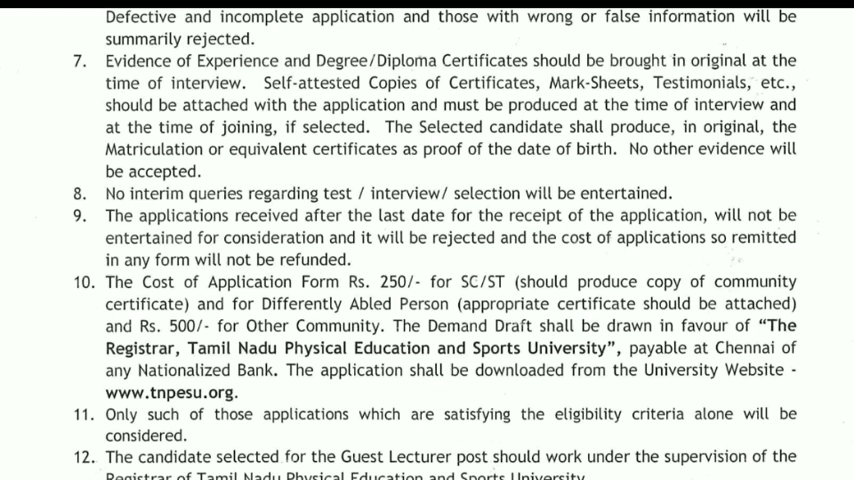 Defective and incomplete application and those with wrong or false information will be
summarily rejected.
7. Evidence of Experience and Degree/Diploma Certificates should be brought in original at the
time of interview. Self-attested Copies of Certificates, Mark-Sheets, Testimonials, etc.,
should be attached with the application and must be produced at the time of interview and
at the time of joining, if selected. The Selected candidate shall produce, in original, the
Matriculation or equivalent certificates as proof of the date of birth. No other evidence will
be accepted.
8. No interim queries regarding test / interview/ selection will be entertained.
9. The applications received after the last date for the receipt of the application, will not be
entertained for consideration and it will be rejected and the cost of applications so remitted
in any form will not be refunded.
10. The Cost of Application Form Rs. 250/- for SC/ST (should produce copy of community
certificate) and for Differently Abled Person (appropriate certificate should be attached)
and Rs. 500/- for Other Community. The Demand Draft shall be drawn in favour of “The
Registrar, Tamil Nadu Physical Education and Sports University”, payable at Chennai of
any Nationalized Bank. The application shall be downloaded from the University Website -
www.tnpesu.org.
11. Only such of those applications which are satisfying the eligibility criteria alone will be
considered.
12. The candidate selected for the Guest Lecturer post should work under the supervision of the
Registrar of Tamil Nadu Physical Education and Sports University.